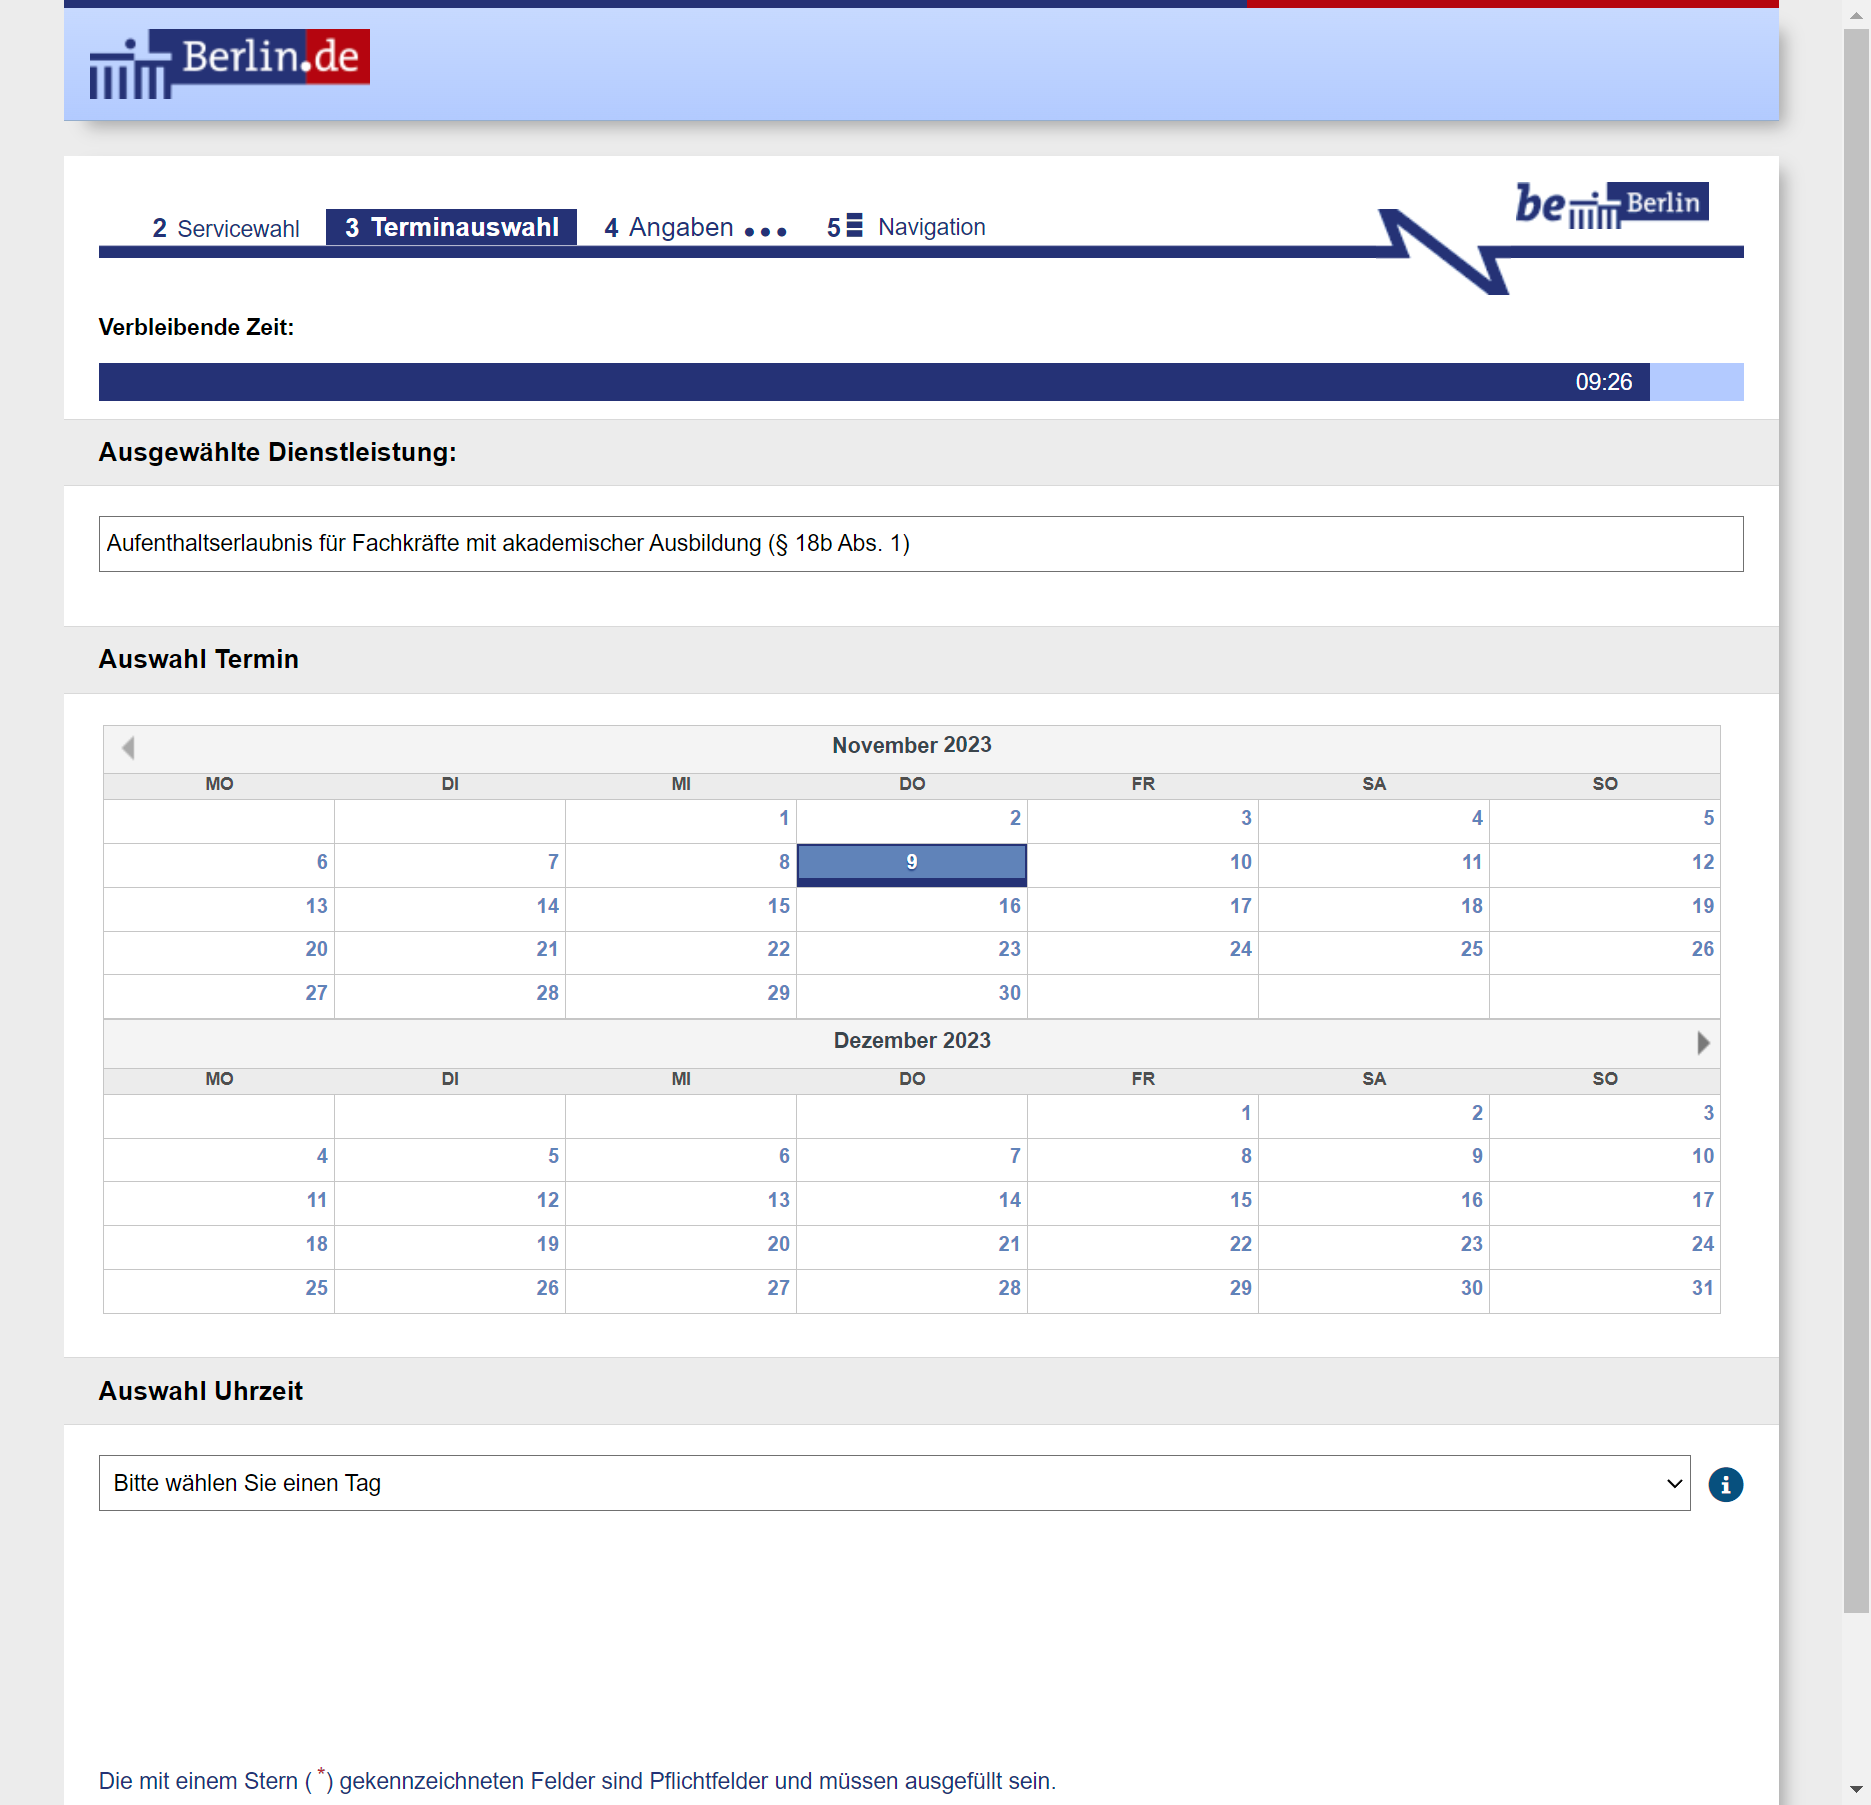 Berlin.de
be Berlin
2 Servicewahl 3 Terminauswahl 4 Angaben 5 Navigation
Verbleibende Zeit:
09:26
Ausgewählte Dienstleistung:
Aufenthaltserlaubnis für Fachkräfte mit akademischer Ausbildung (§ 18b Abs. 1)
Auswahl Termin
November 2023
MO DI MI DO FR SA SO
1 2 3 4 5
6 7 8 9 10 11 12
13 14 15 16 17 18 19
20 21 22 23 24 25 26
27 28 29 30
Dezember 2023
MO DI MI DO FR SA SO
1 2 3
4 5 6 7 8 9 10
11 12 13 14 15 16 17
18 19 20 21 22 23 24
25 26 27 28 29 30 31
Auswahl Uhrzeit
Bitte wählen Sie einen Tag
Die mit einem Stern ( *) gekennzeichneten Felder sind Pflichtfelder und müssen ausgefüllt sein.